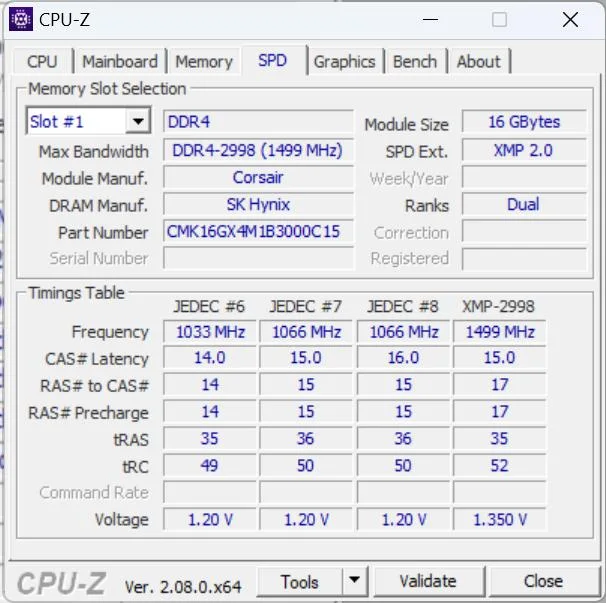 CPU-Z
CPU Mainboard Memory SPD Graphics Bench About
Memory Slot Selection
Slot #1 DDR4 Module Size 16 GBytes
Max Bandwidth DDR4-2998 (1499 MHz) SPD Ext. XMP 2.0
Module Manuf. Corsair Week/Year
DRAM Manuf. SK Hynix Ranks Dual
Part Number CMK16GX4M1B3000C15 Correction
Serial Number Registered
Timings Table
JEDEC #6 JEDEC #7 JEDEC #8 XMP-2998
Frequency 1033 MHz 1066 MHz 1066 MHz 1499 MHz
CAS# Latency 14.0 15.0 16.0 15.0
RAS# to CAS# 14 15 15 17
RAS# Precharge 14 15 15 17
tRAS 35 36 36 35
tRC 49 50 50 52
Command Rate
Voltage 1.20 V 1.20 V 1.20 V 1.350 V
CPU-Z Ver. 2.08.0.x64 Tools Validate Close